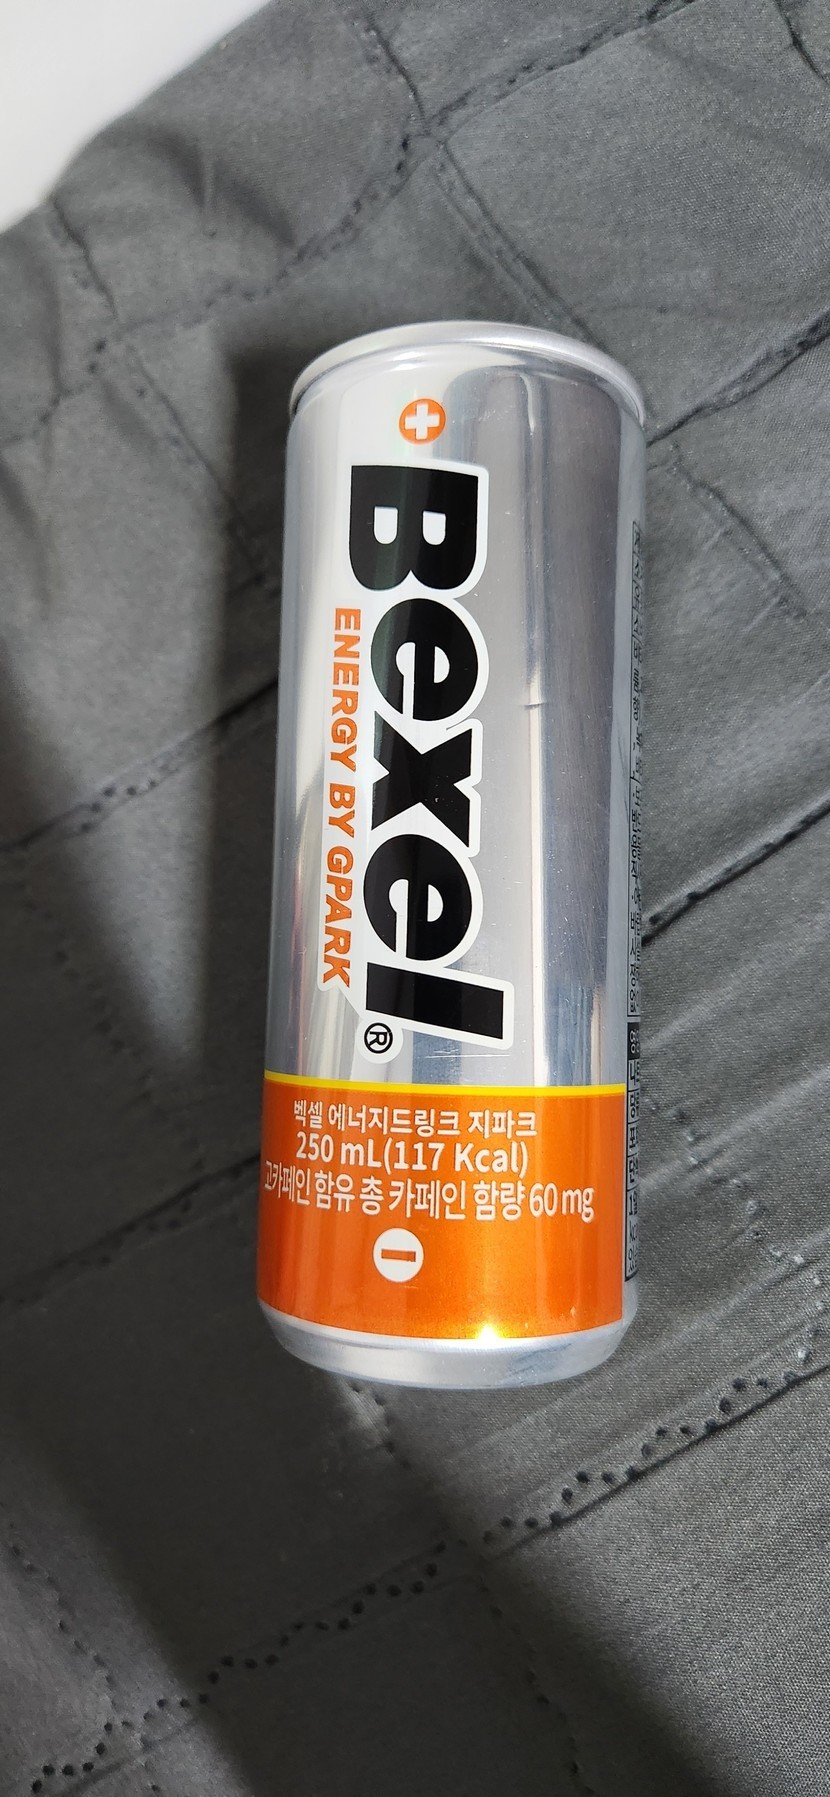 Bexel®
ENERGY BY GPARK
벡셀 에너지드링크 지파크
250 mL(117 Kcal)
고카페인 함유 총 카페인 함량 60 mg